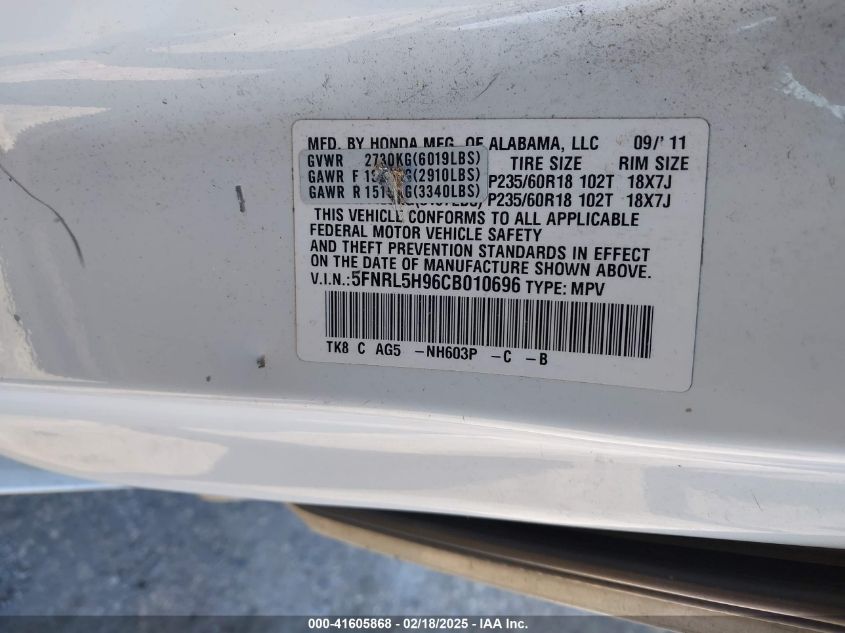 MFD. BY HONDA MFG. OF ALABAMA, LLC 09/' 11
GVWR 2730KG(6019LBS) TIRE SIZE RIM SIZE
GAWR F (2910LBS) P235/60R18 102T 18X7J
GAWR R 1515KG(3340LBS) P235/60R18 102T 18X7J
THIS VEHICLE CONFORMS TO ALL APPLICABLE
FEDERAL MOTOR VEHICLE SAFETY
AND THEFT PREVENTION STANDARDS IN EFFECT
ON THE DATE OF MANUFACTURE SHOWN ABOVE.
V.I.N.: 5FNRL5H96CB010696 TYPE: MPV
TK8 C AG5 -NH603P -C -B
000-41605868 - 02/18/2025 - IAA Inc.